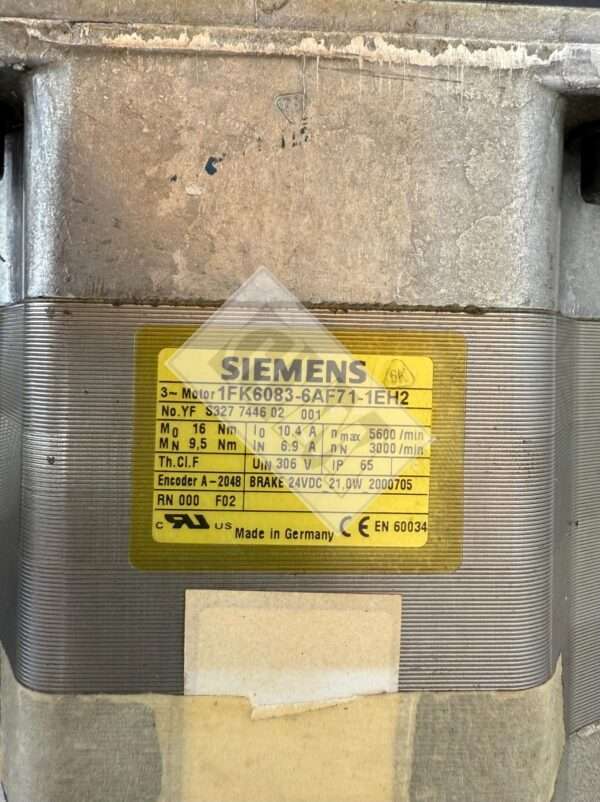 SIEMENS
6K
3~ Motor 1FK6083-6AF71-1EH2
No.YF S327 7446 02 001
M0 16 Nm I0 10.4 A nmax 5600 /min
MN 9,5 Nm IN 6.9 A nN 3000 /min
Th.Cl.F UIN 306 V IP 65
Encoder A-2048 BRAKE 24VDC 21,0W 2000705
RN 000 F02
c RU US Made in Germany CE EN 60034